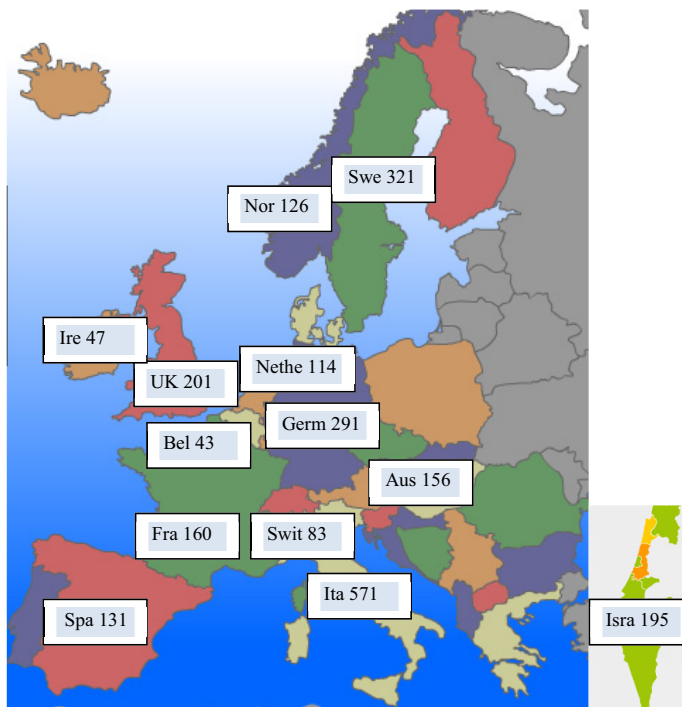 Swe 321
Nor 126
Ire 47
Nethe 114
UK 201
Germ 291
Bel 43
Aus 156
Fra 160
Swit 83
Ita 571
Spa 131
Isra 195